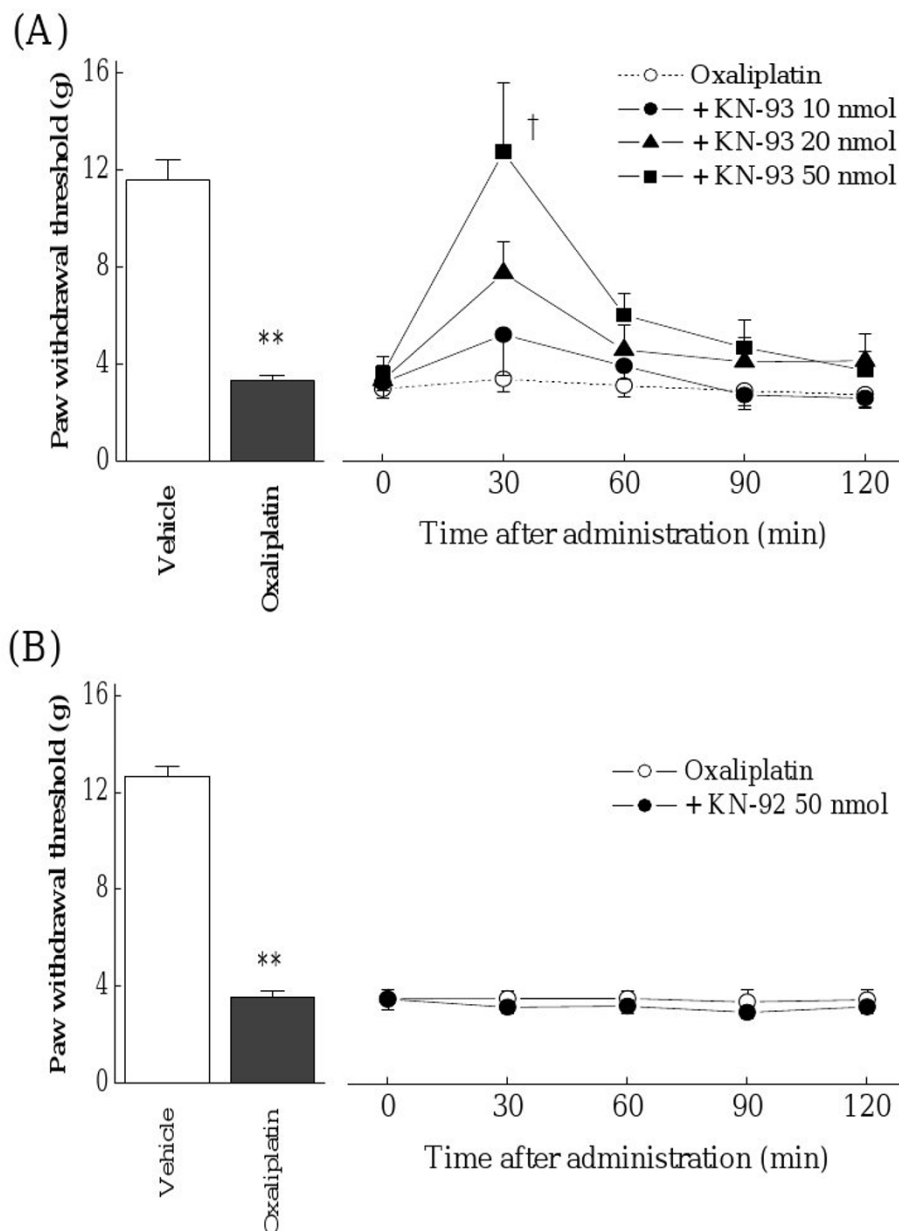 (A)
Paw withdrawal threshold (g)
16
12
8
4
0
**
Vehicle
Oxaliplatin
†
Oxaliplatin
+KN-93 10 nmol
+KN-93 20 nmol
+KN-93 50 nmol
0 30 60 90 120
Time after administration (min)
(B)
Paw withdrawal threshold (g)
16
12
8
4
0
**
Vehicle
Oxaliplatin
Oxaliplatin
+KN-92 50 nmol
0 30 60 90 120
Time after administration (min)